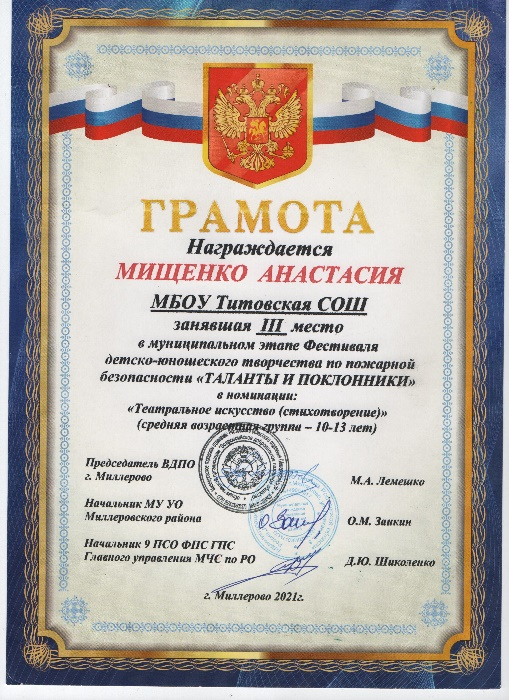 ГРАМОТА
Награждается
МИЩЕНКО АНАСТАСИЯ
МБОУ Титовская СОШ
занявшая III место
в муниципальном этапе Фестиваля
детско-юношеского творчества по пожарной
безопасности «ТАЛАНТЫ И ПОКЛОННИКИ»
в номинации:
«Театральное искусство (стихотворение)»
(средняя возрастная группа – 10-13 лет)
Председатель ВДПО
г. Миллерово
М.А. Лемешко
Начальник МУ УО
Миллеровского района
О.М. Заикин
Начальник 9 ПСО ФПС ГПС
Главного управления МЧС по РО
Д.Ю. Шиколенко
г. Миллерово 2021г.